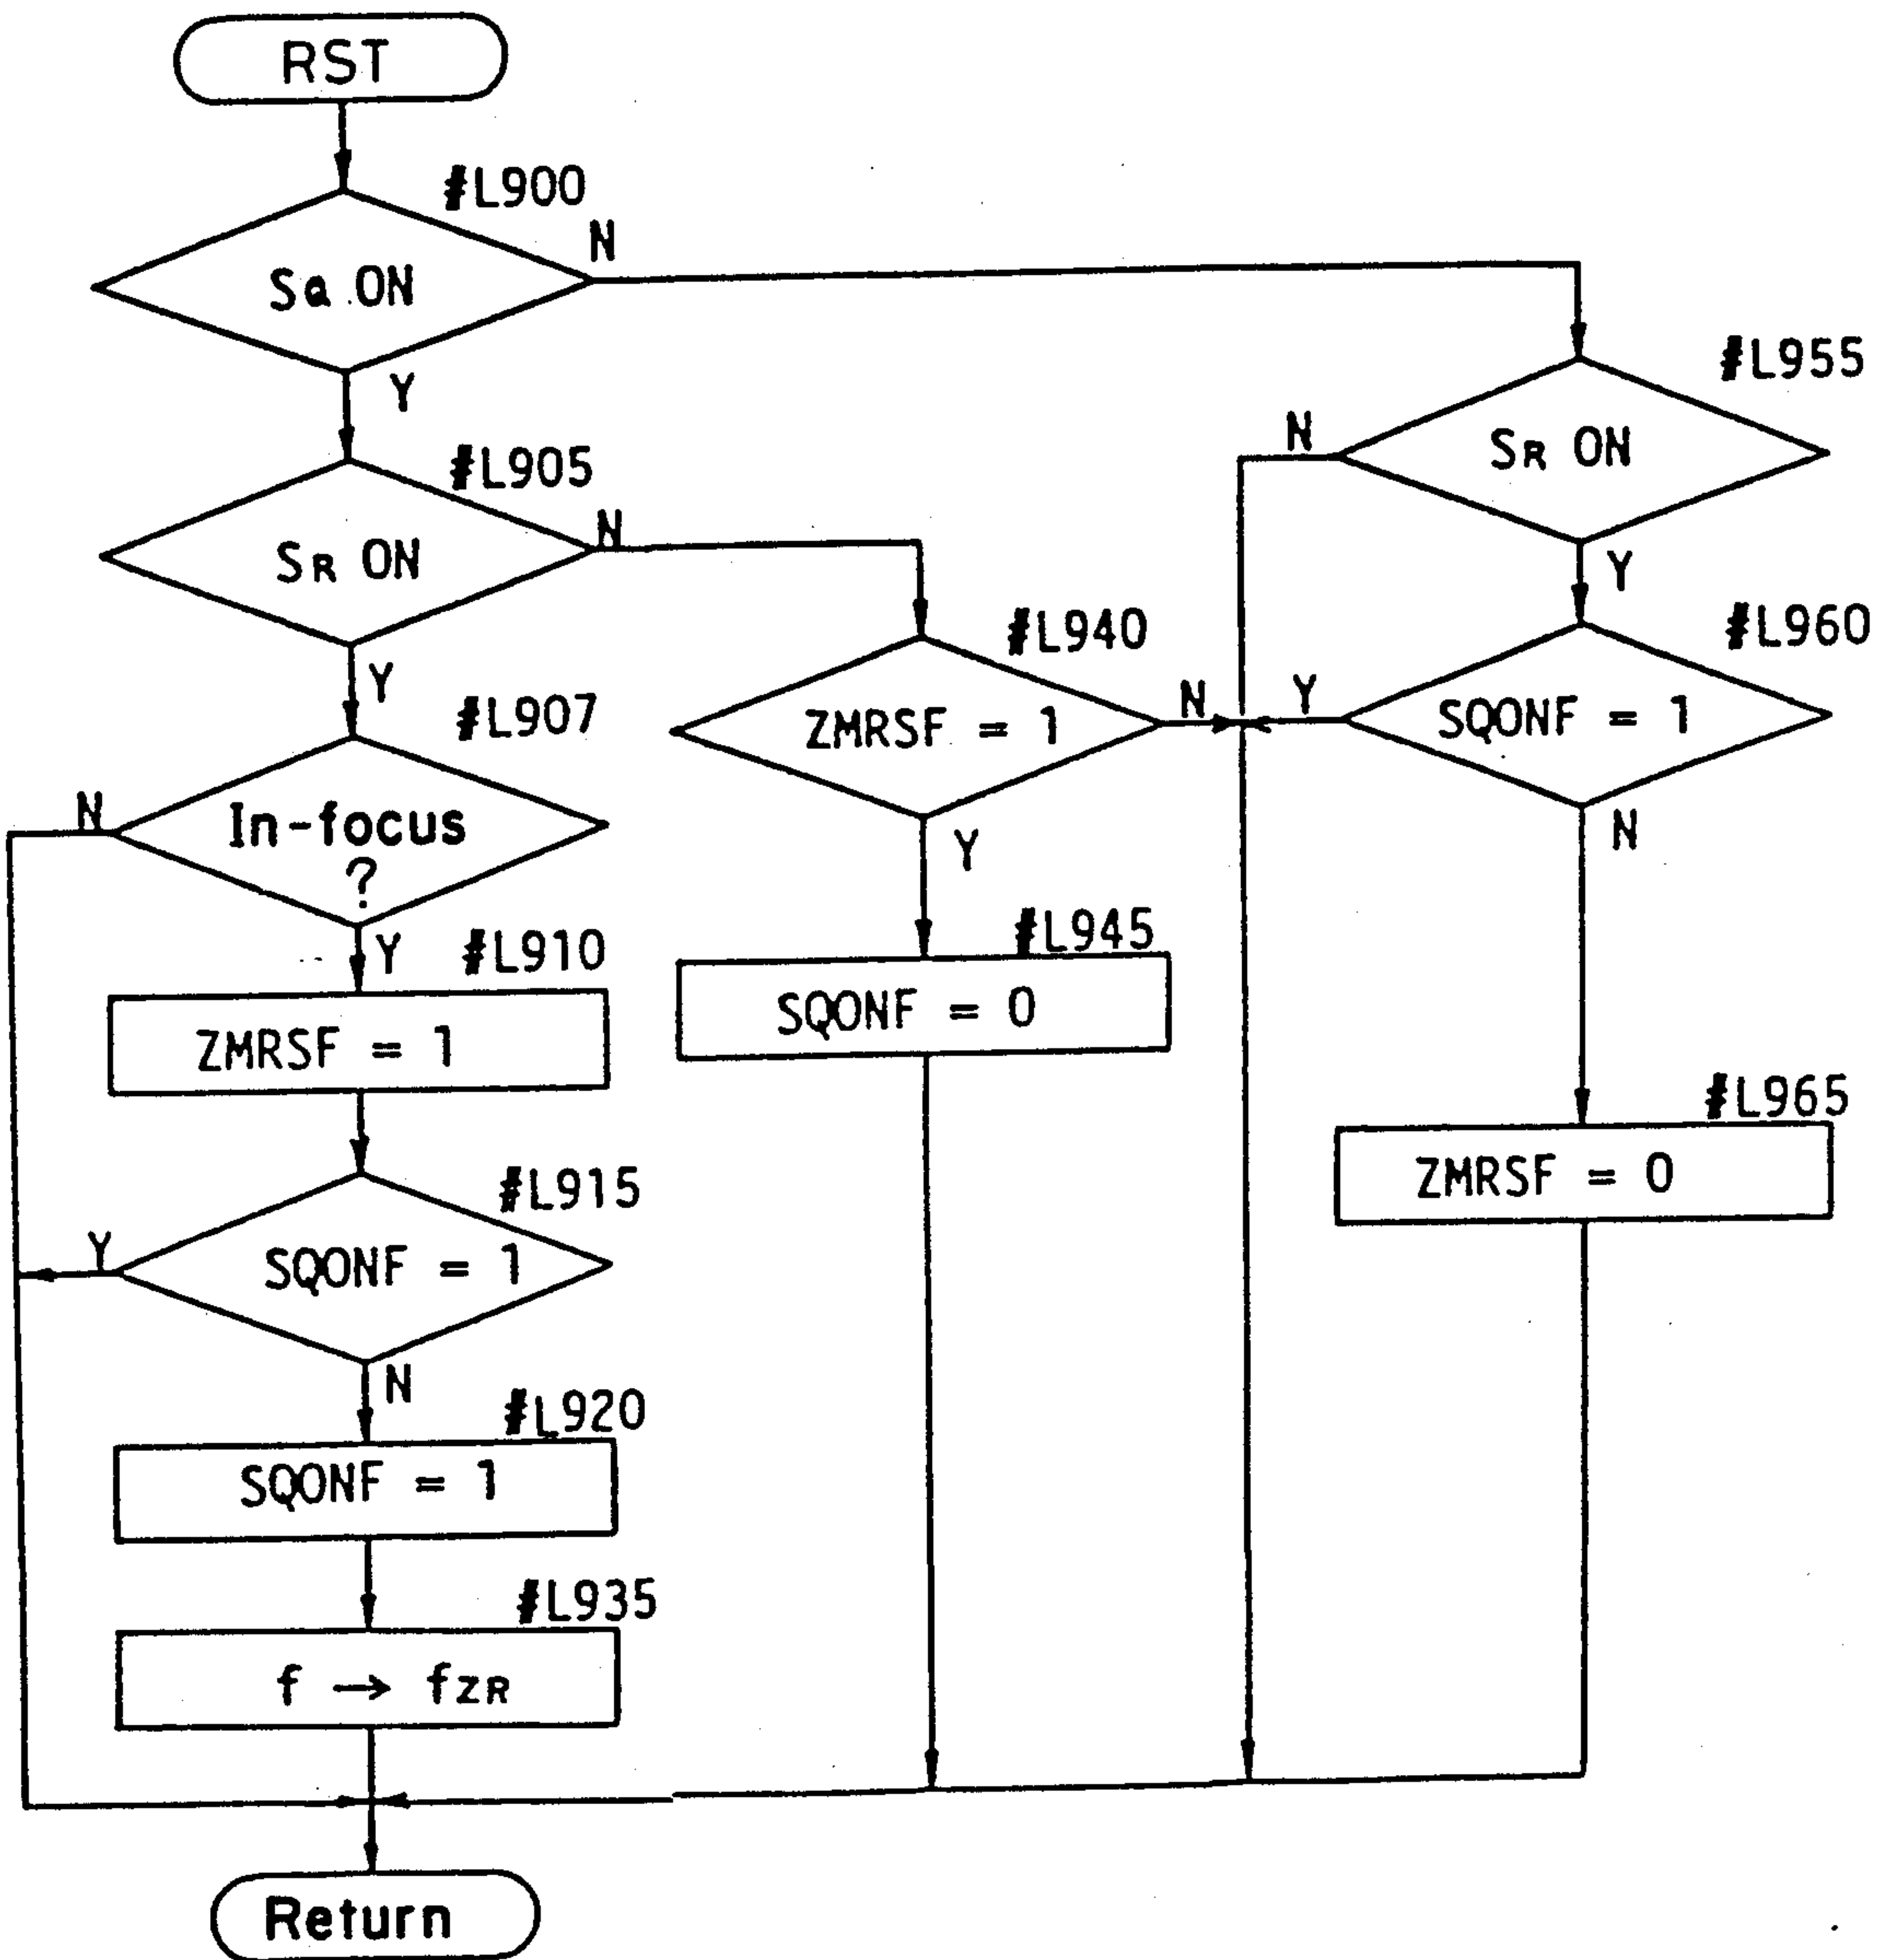 RST
#L900
N
SQ ON
Y
#L955
N
SR ON
Y
#L905
N
SR ON
Y
#L940
N
ZMRSF = 1
Y
#L960
Y
SQONF = 1
N
#L907
N
In-focus
?
Y
#L910
ZMRSF = 1
#L945
SQONF = 0
#L965
ZMRSF = 0
#L915
Y
SQONF = 1
N
#L920
SQONF = 1
#L935
f → fZR
Return